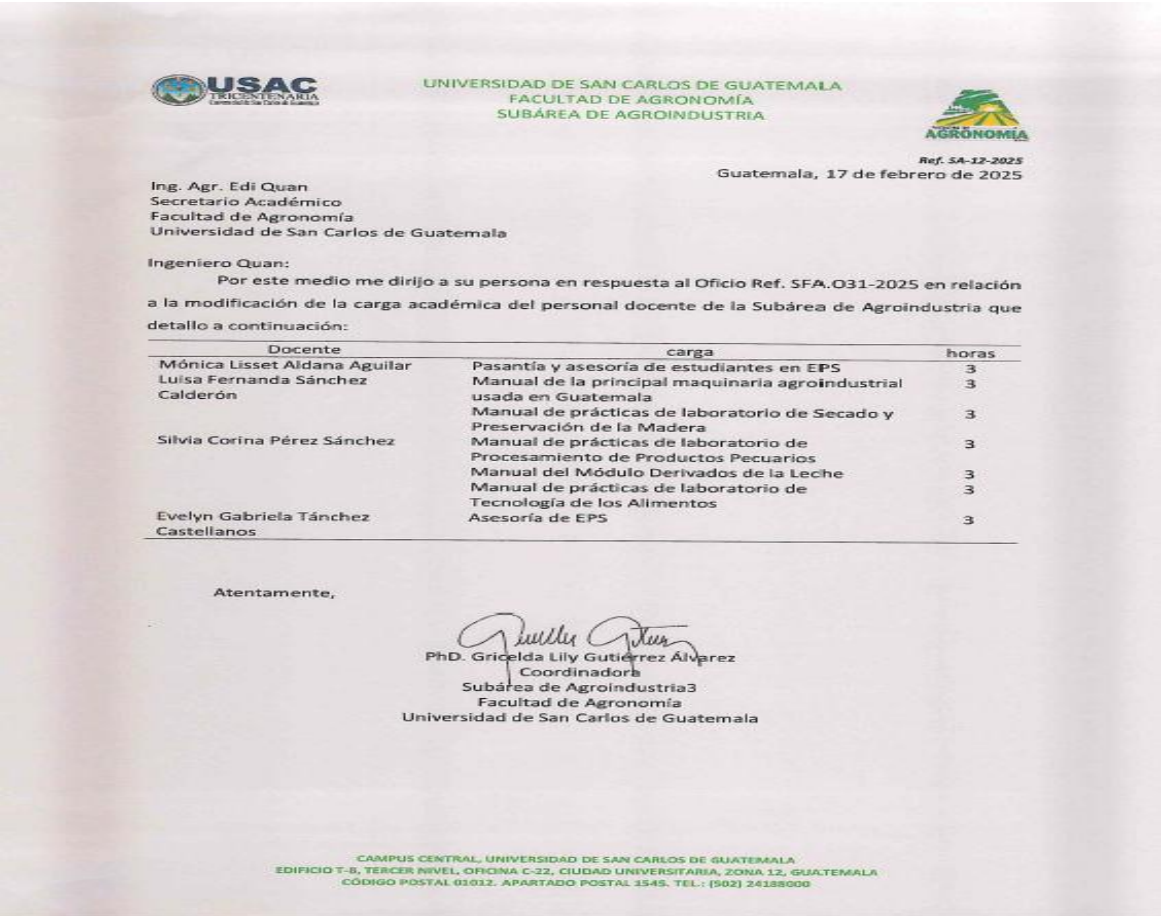 USAC
TRICENTENARIA
Universidad de San Carlos de Guatemala
UNIVERSIDAD DE SAN CARLOS DE GUATEMALA
FACULTAD DE AGRONOMÍA
SUBÁREA DE AGROINDUSTRIA
AGRONOMÍA
Ref. SA-12-2025
Guatemala, 17 de febrero de 2025
Ing. Agr. Edi Quan
Secretario Académico
Facultad de Agronomía
Universidad de San Carlos de Guatemala
Ingeniero Quan:
Por este medio me dirijo a su persona en respuesta al Oficio Ref. SFA.O31-2025 en relación
a la modificación de la carga académica del personal docente de la Subárea de Agroindustria que
detallo a continuación:
Docente carga horas
Mónica Lisset Aldana Aguilar Pasantía y asesoría de estudiantes en EPS 3
Luisa Fernanda Sánchez Manual de la principal maquinaria agroindustrial 3
Calderón usada en Guatemala
Manual de prácticas de laboratorio de Secado y 3
Preservación de la Madera
Silvia Corina Pérez Sánchez Manual de prácticas de laboratorio de 3
Procesamiento de Productos Pecuarios
Manual del Módulo Derivados de la Leche 3
Manual de prácticas de laboratorio de 3
Tecnología de los Alimentos
Evelyn Gabriela Tánchez Asesoría de EPS 3
Castellanos
Atentamente,
PhD. Gricelda Lily Gutiérrez Álvarez
Coordinadora
Subárea de Agroindustria3
Facultad de Agronomía
Universidad de San Carlos de Guatemala
CAMPUS CENTRAL, UNIVERSIDAD DE SAN CARLOS DE GUATEMALA
EDIFICIO T-8, TERCER NIVEL, OFICINA C-22, CIUDAD UNIVERSITARIA, ZONA 12, GUATEMALA
CÓDIGO POSTAL 01012. APARTADO POSTAL 1545. TEL.: (502) 24188000